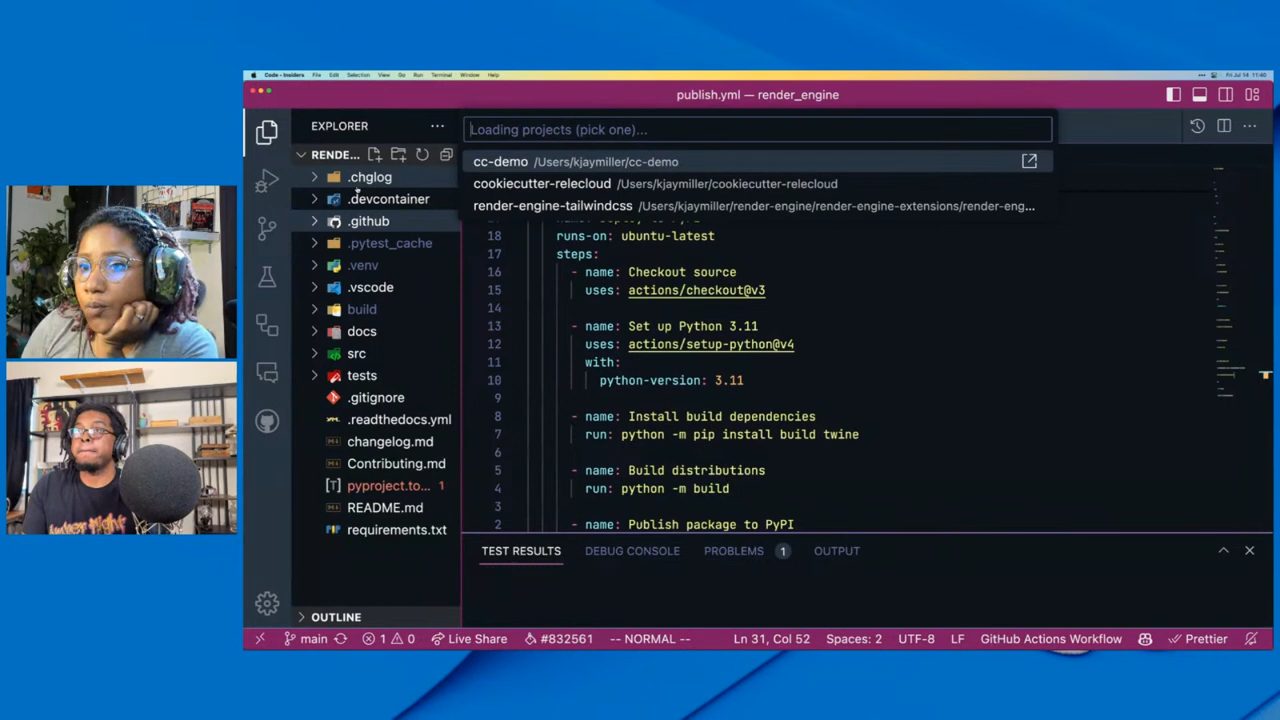 Code - Insiders File Edit Selection View Go Run Terminal Window Help
Fri Jul 14 11:40
publish.yml — render_engine
EXPLORER
Loading projects (pick one)...
RENDE...
cc-demo /Users/kjaymiller/cc-demo
cookiecutter-relecloud /Users/kjaymiller/cookiecutter-relecloud
render-engine-tailwindcss /Users/kjaymiller/render-engine/render-engine-extensions/render-eng...
.chglog
.devcontainer
.github
.pytest_cache
.venv
.vscode
build
docs
src
tests
.gitignore
.readthedocs.yml
changelog.md
Contributing.md
pyproject.to... 1
README.md
requirements.txt
OUTLINE
18 runs-on: ubuntu-latest
17 steps:
16 - name: Checkout source
15 uses: actions/checkout@v3
14
13 - name: Set up Python 3.11
12 uses: actions/setup-python@v4
11 with:
10 python-version: 3.11
9
8 - name: Install build dependencies
7 run: python -m pip install build twine
6
5 - name: Build distributions
4 run: python -m build
3
2 - name: Publish package to PyPI
TEST RESULTS DEBUG CONSOLE PROBLEMS 1 OUTPUT
main 1 0 Live Share #832561 -- NORMAL -- Ln 31, Col 52 Spaces: 2 UTF-8 LF GitHub Actions Workflow Prettier